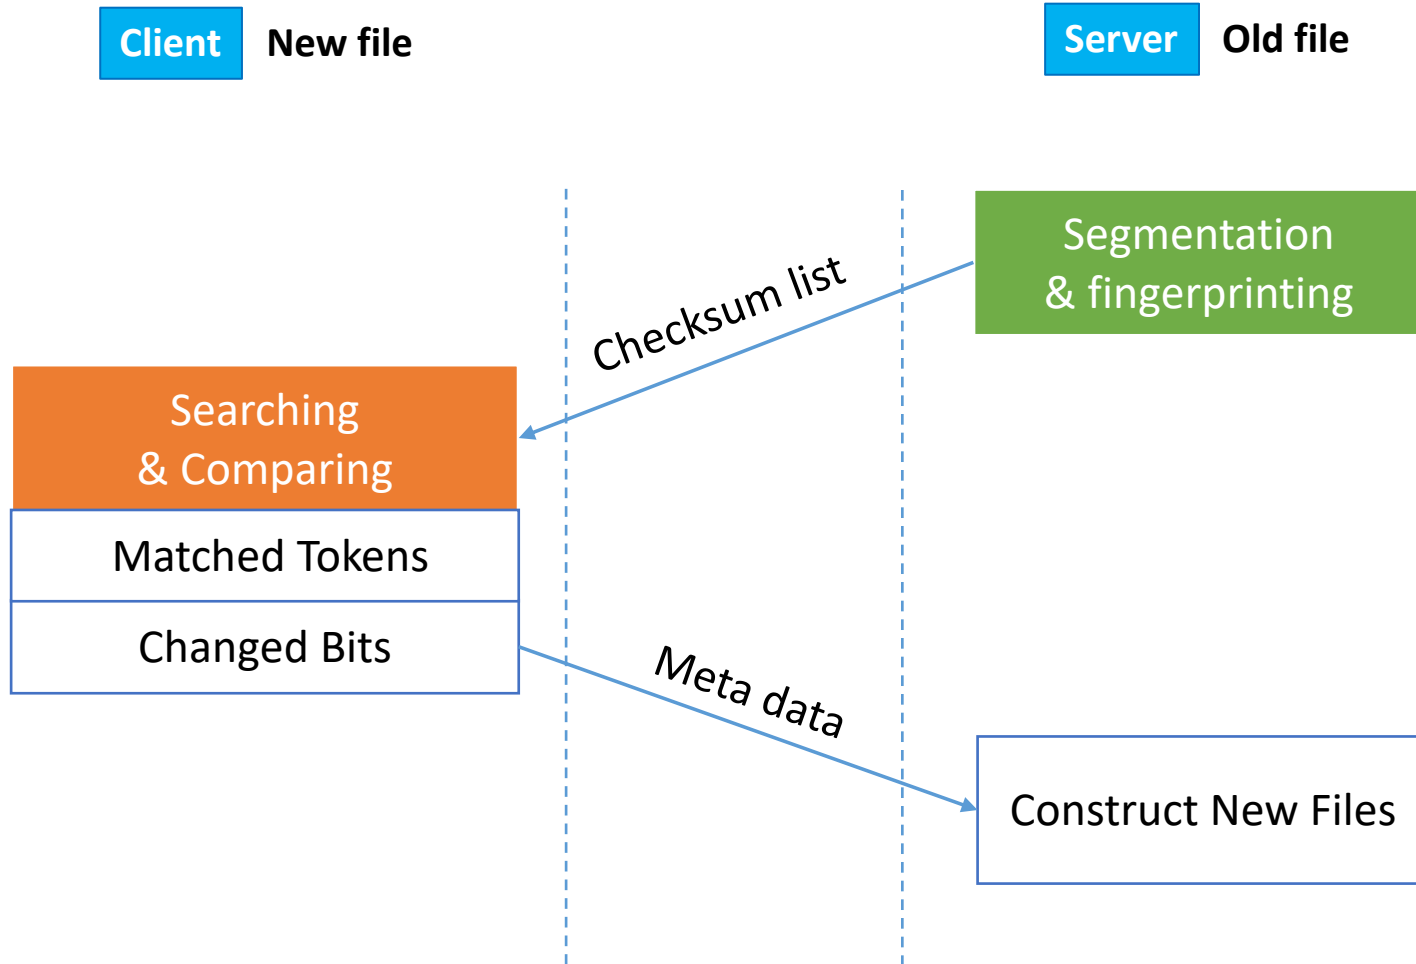 Client New file
Server Old file
Segmentation
& fingerprinting
Checksum list
Searching
& Comparing
Matched Tokens
Changed Bits
Meta data
Construct New Files